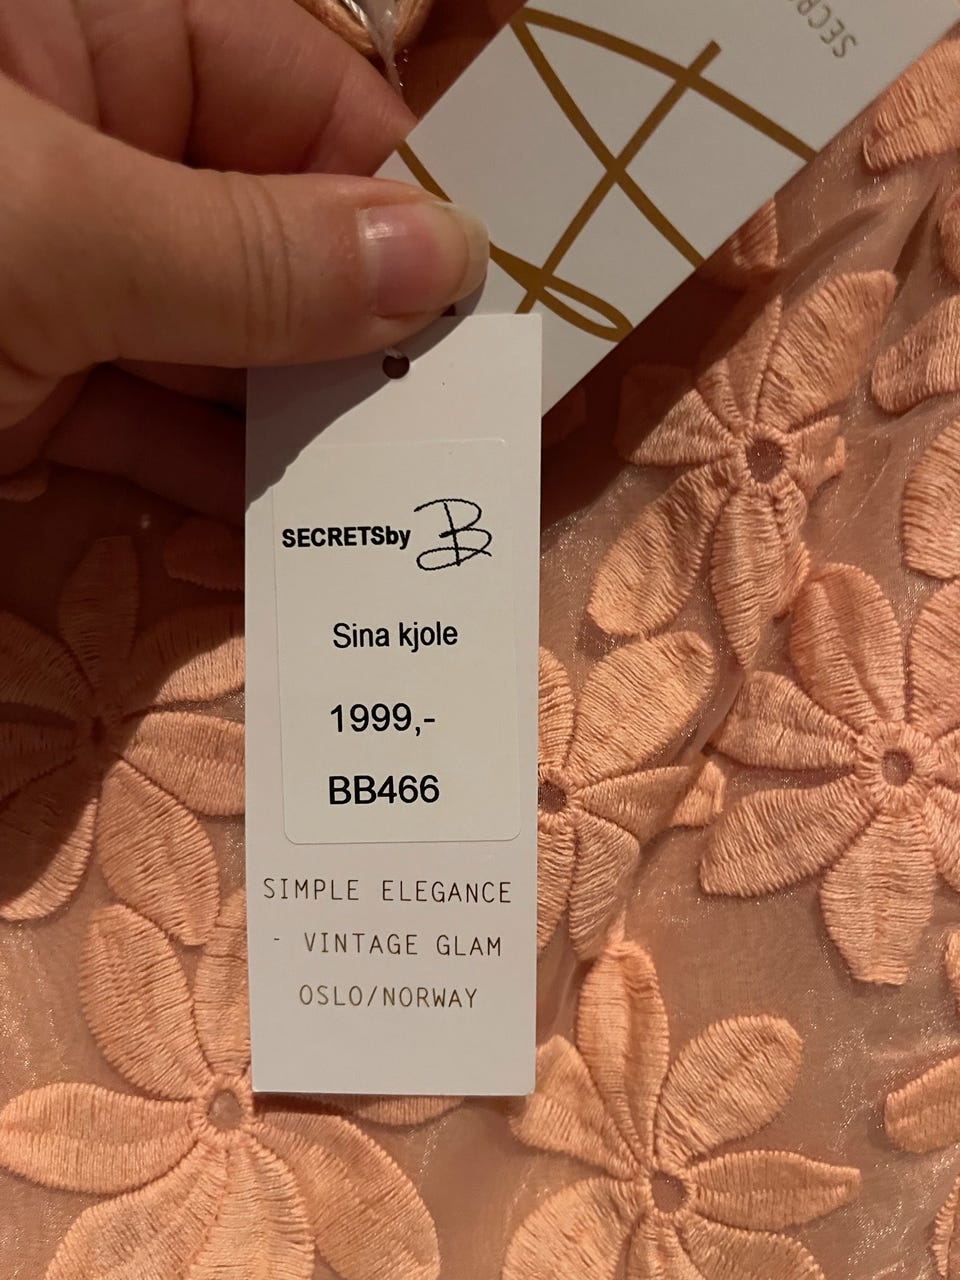 SECRETSby B
Sina kjole
1999,-
BB466
SIMPLE ELEGANCE
- VINTAGE GLAM
OSLO/NORWAY